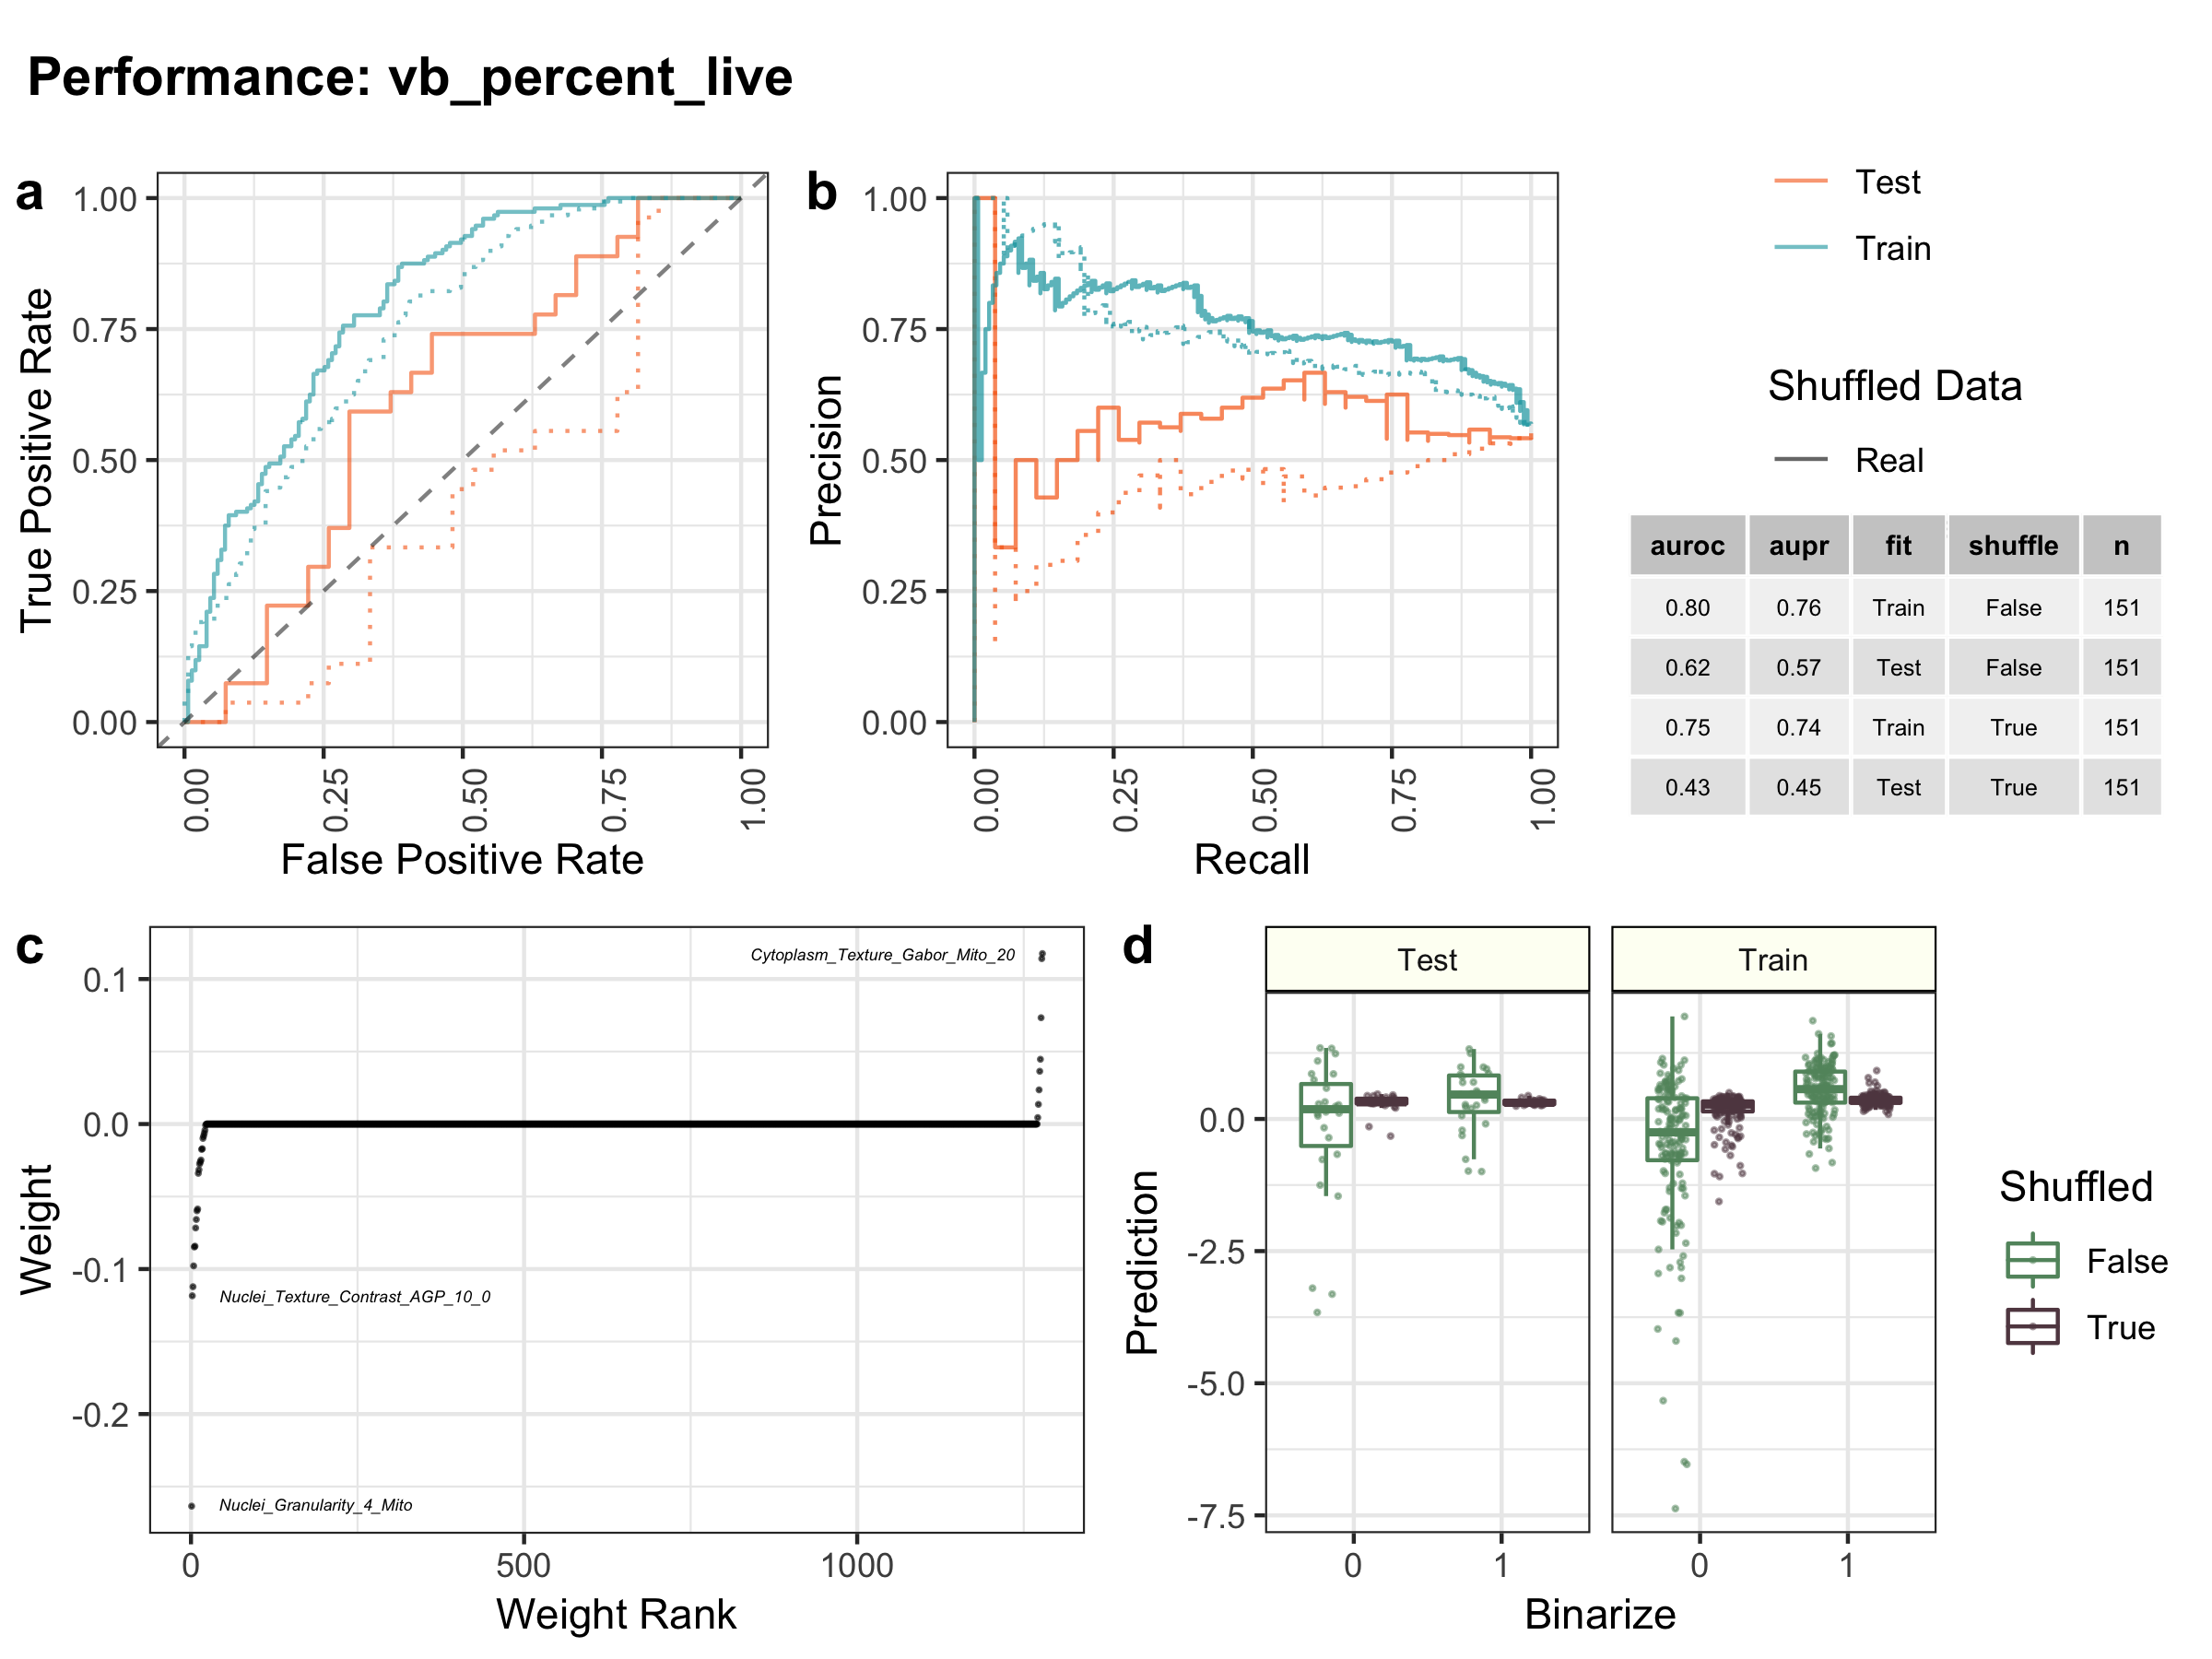 Performance: vb_percent_live
a
1.00
0.75
0.50
0.25
0.00
True Positive Rate
0.00
0.25
0.50
0.75
1.00
False Positive Rate
b
1.00
0.75
0.50
0.25
0.00
Precision
0.00
0.25
0.50
0.75
1.00
Recall
Test
Train
Shuffled Data
Real
auroc aupr fit shuffle n
0.80 0.76 Train False 151
0.62 0.57 Test False 151
0.75 0.74 Train True 151
0.43 0.45 Test True 151
c
0.1
0.0
-0.1
-0.2
Weight
Cytoplasm_Texture_Gabor_Mito_20
Nuclei_Texture_Contrast_AGP_10_0
Nuclei_Granularity_4_Mito
0 500 1000
Weight Rank
d
Test Train
0.0
-2.5
-5.0
-7.5
Prediction
0 1 0 1
Binarize
Shuffled
False
True